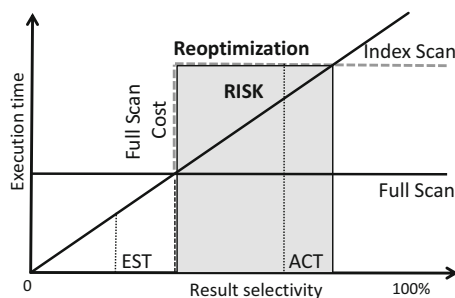 Reoptimization
Index Scan
RISK
Full Scan
Cost
Execution time
Full Scan
EST
ACT
0
Result selectivity
100%